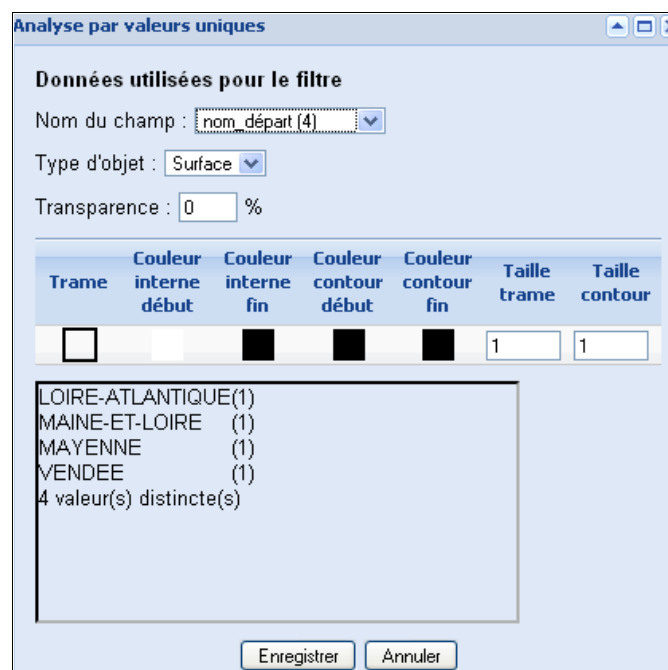 Analyse par valeurs uniques
Données utilisées pour le filtre
Nom du champ : nom_départ (4)
Type d'objet : Surface
Transparence : 0 %
Trame Couleur interne début Couleur interne fin Couleur contour début Couleur contour fin Taille trame Taille contour
1 1
LOIRE-ATLANTIQUE(1)
MAINE-ET-LOIRE (1)
MAYENNE (1)
VENDEE (1)
4 valeur(s) distincte(s)
Enregistrer Annuler